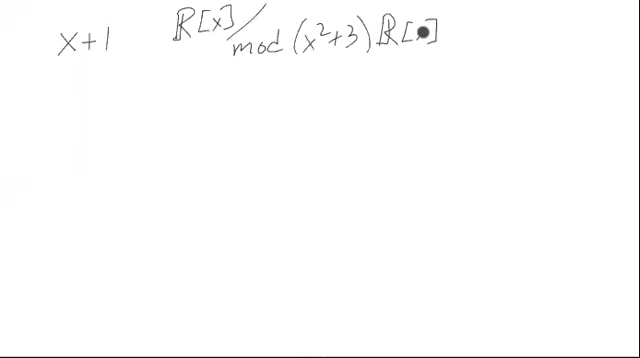 x+1 ℝ[x]/mod (x²+3) ℝ[x]